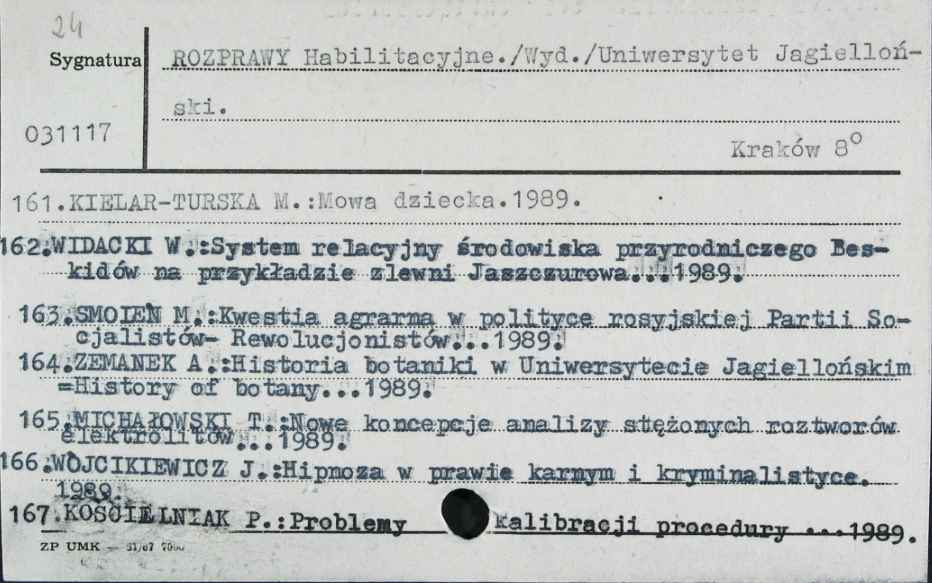 24
Sygnatura
ROZPRAWY Habilitacyjne./Wyd./Uniwersytet Jagielloń-
ski.
031117
Kraków 8°
161.KIELAR-TURSKA M.:Mowa dziecka.1989.
162.WIDACKI W.:System relacyjny środowiska przyrodniczego Bes-
kidów na przykładzie zlewni Jaszczurowa...1989.
163.SMOIEŃ M.:Kwestia agrarna w polityce rosyjskiej Partii So-
cjalistów- Rewolucjonistów...1989.
164.ZEMANEK A.:Historia botaniki w Uniwersytecie Jagiellońskim
=History of botany...1989.
165.MICHAŁOWSKI T.:Nowe koncepcje analizy stężonych roztworów
elektrolitów...1989.
166.WÓJCIKIEWICZ J.:Hipnoza w prawie karnym i kryminalistyce.
1989.
167.KOŚCIELNIAK P.:Problemy kalibracji procedury ...1989.
ZP UMK —